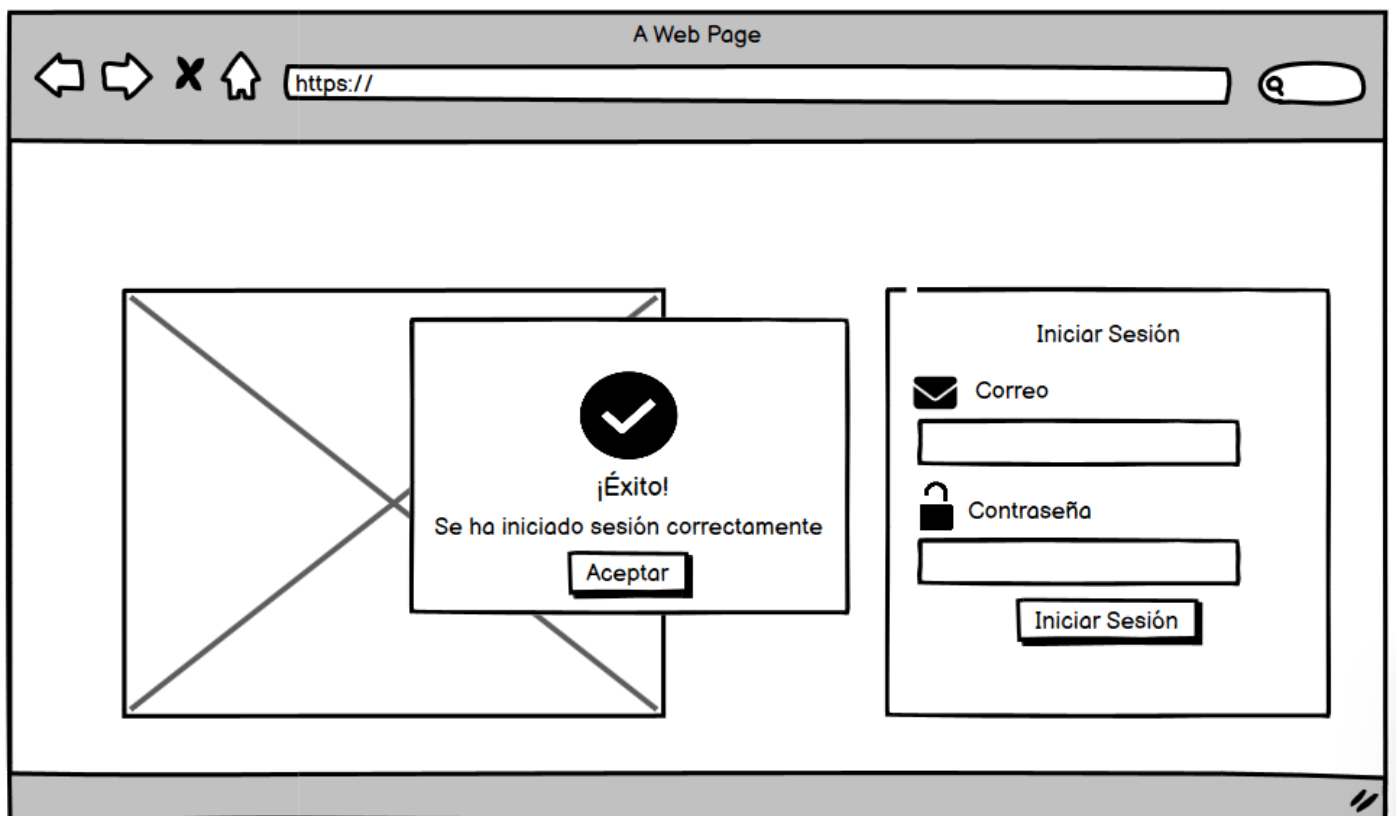 A Web Page
https://
¡Éxito!
Se ha iniciado sesión correctamente
Aceptar
Iniciar Sesión
Correo
Contraseña
Iniciar Sesión